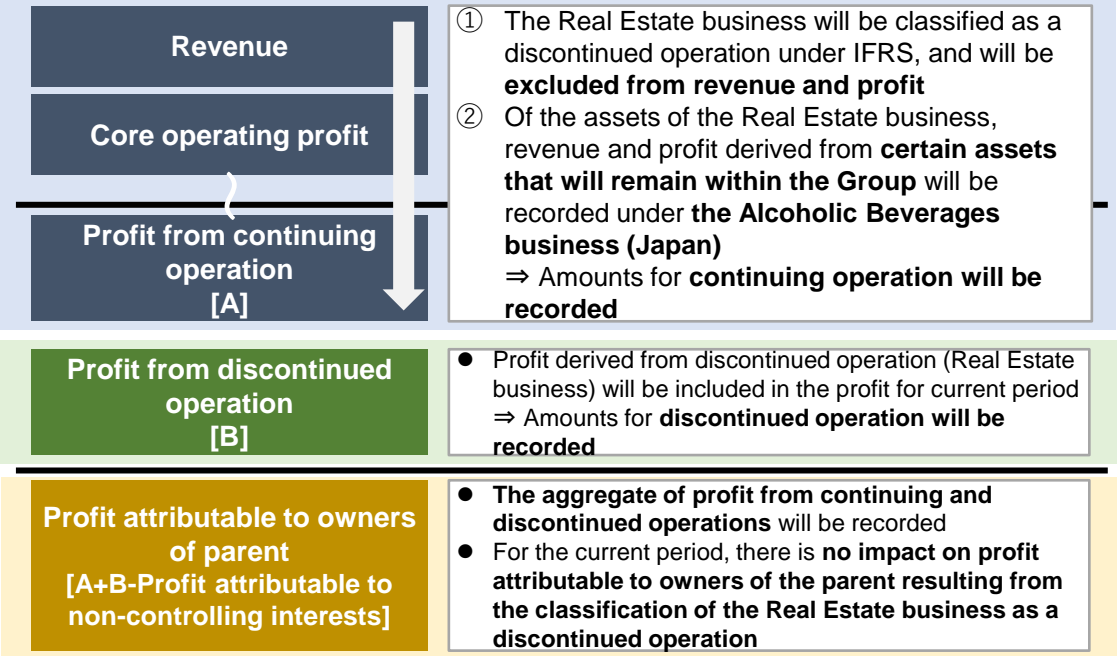 Revenue
Core operating profit
Profit from continuing
operation
[A]
① The Real Estate business will be classified as a
discontinued operation under IFRS, and will be
excluded from revenue and profit
② Of the assets of the Real Estate business,
revenue and profit derived from certain assets
that will remain within the Group will be
recorded under the Alcoholic Beverages
business (Japan)
⇒ Amounts for continuing operation will be
recorded
Profit from discontinued
operation
[B]
● Profit derived from discontinued operation (Real Estate
business) will be included in the profit for current period
⇒ Amounts for discontinued operation will be
recorded
Profit attributable to owners
of parent
[A+B-Profit attributable to
non-controlling interests]
● The aggregate of profit from continuing and
discontinued operations will be recorded
● For the current period, there is no impact on profit
attributable to owners of the parent resulting from
the classification of the Real Estate business as a
discontinued operation